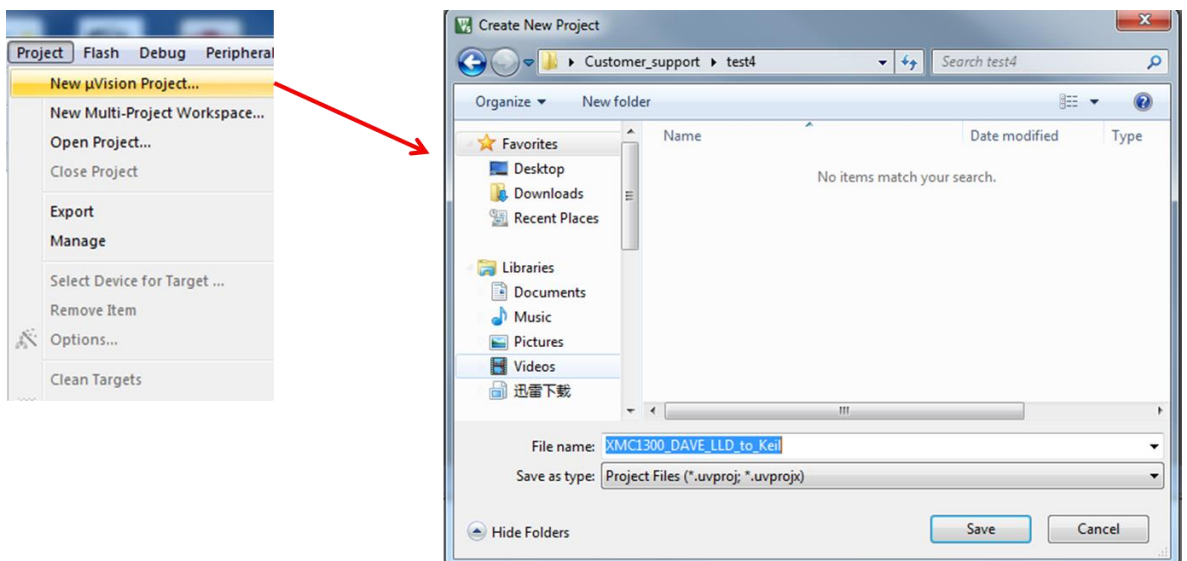 Project Flash Debug Peripheral
New µVision Project...
New Multi-Project Workspace...
Open Project...
Close Project
Export
Manage
Select Device for Target ...
Remove Item
Options...
Clean Targets
Create New Project
Customer_support test4
Search test4
Organize New folder
Favorites
Desktop
Downloads
Recent Places
Libraries
Documents
Music
Pictures
Videos
迅雷下载
Name Date modified Type
No items match your search.
File name: XMC1300_DAVE_LLD_to_Keil
Save as type: Project Files (*.uvproj; *.uvprojx)
Hide Folders Save Cancel